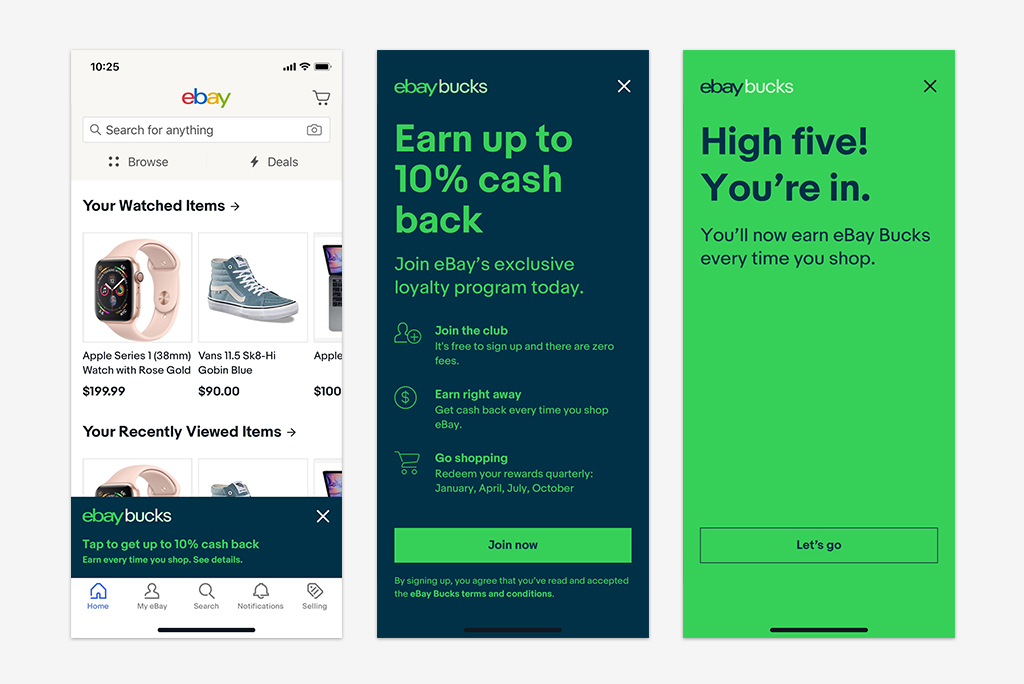 10:25
ebay
Search for anything
Browse
Deals
Your Watched Items →
Apple Series 1 (38mm)
Watch with Rose Gold
$199.99
Vans 11.5 Sk8-Hi
Gobin Blue
$90.00
Apple
$100
Your Recently Viewed Items →
ebay bucks
Tap to get up to 10% cash back
Earn every time you shop. See details.
Home
My eBay
Search
Notifications
Selling
ebay bucks
Earn up to
10% cash
back
Join eBay’s exclusive
loyalty program today.
Join the club
It's free to sign up and there are zero
fees.
Earn right away
Get cash back every time you shop
eBay.
Go shopping
Redeem your rewards quarterly:
January, April, July, October
Join now
By signing up, you agree that you’ve read and accepted
the eBay Bucks terms and conditions.
ebay bucks
High five!
You’re in.
You’ll now earn eBay Bucks
every time you shop.
Let’s go